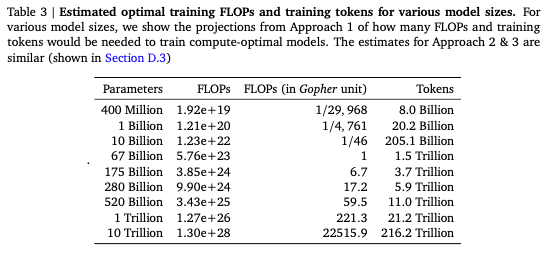 Table 3 | Estimated optimal training FLOPs and training tokens for various model sizes. For
various model sizes, we show the projections from Approach 1 of how many FLOPs and training
tokens would be needed to train compute-optimal models. The estimates for Approach 2 & 3 are
similar (shown in Section D.3)
Parameters FLOPs FLOPs (in Gopher unit) Tokens
400 Million 1.92e+19 1/29, 968 8.0 Billion
1 Billion 1.21e+20 1/4, 761 20.2 Billion
10 Billion 1.23e+22 1/46 205.1 Billion
67 Billion 5.76e+23 1 1.5 Trillion
175 Billion 3.85e+24 6.7 3.7 Trillion
280 Billion 9.90e+24 17.2 5.9 Trillion
520 Billion 3.43e+25 59.5 11.0 Trillion
1 Trillion 1.27e+26 221.3 21.2 Trillion
10 Trillion 1.30e+28 22515.9 216.2 Trillion